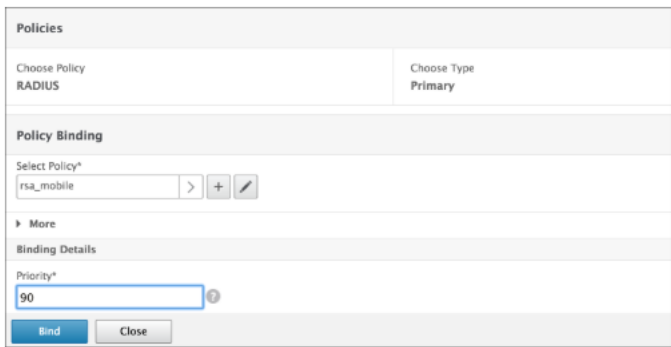 Policies
Choose Policy
RADIUS
Choose Type
Primary
Policy Binding
Select Policy*
rsa_mobile
More
Binding Details
Priority*
90
Bind
Close